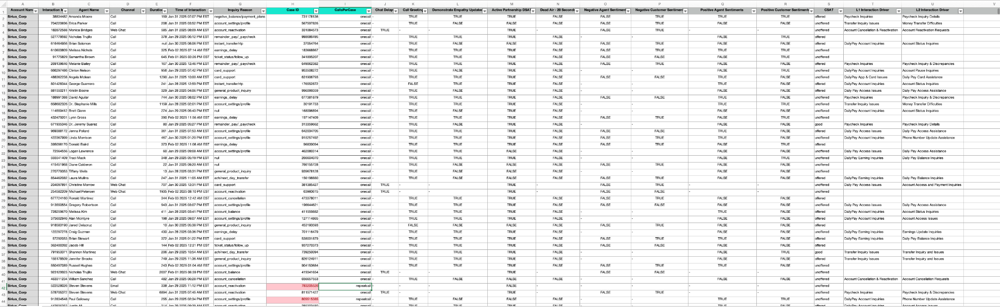 A B C D E F G H I J K L M N O P Q R S T U V
1 Account Name Interaction Id Agent Name Channel Duration Time of Interaction Inquiry Reason Case ID CallsPerCase Chat Delay Call Greeting Demonstrate Empathy Updated Active Partnership DSAT Dead Air - 20 Seconds Negative Agent Sentiment Negative Customer Sentiment Positive Agent Sentiments Positive Customer Sentiments CSAT L1 Interaction Driver L2 Interaction Driver
2 Sirius_Corp 38834482 Amanda Moore Call 159 Jan 31 2025 07:07 PM EST negative_balance/payment_plans 731178136 onecall - TRUE TRUE TRUE FALSE FALSE TRUE TRUE TRUE offered Paycheck Inquiries Paycheck Inquiry Details
3 Sirius_Corp 704220696 Erica Parker Call 208 Jan 31 2025 03:52 PM EST account_settings/profile 567597826 onecall - TRUE FALSE TRUE FALSE FALSE TRUE FALSE FALSE unoffered Transfer Inquiry Issues Money Transfer Difficulties
4 Sirius_Corp 182872588 Monica Bridges Web Chat 585 Jan 31 2025 08:09 AM EST account_reactivation 331084573 onecall TRUE - - TRUE - FALSE TRUE - - unoffered Account Cancellation & Reactivation Account Reactivation Requests
5 Sirius_Corp 527779592 Nicholas Trujillo Call 378 Jan 29 2025 06:12 PM EST remainder_pay/_paycheck 998686495 onecall - TRUE TRUE TRUE FALSE - - FALSE TRUE offered
6 Sirius_Corp 616464956 Brian Solomon Call null Jan 30 2025 08:06 PM EST instant_transfer/rtp 37054764 onecall - TRUE FALSE FALSE FALSE FALSE TRUE FALSE FALSE offered DailyPay Account Inquiries Account Status Inquiries
7 Sirius_Corp 610603809 Melissa Nichols Call 325 Feb 02 2025 07:14 AM EST earnings_delay 183668867 onecall - TRUE TRUE TRUE FALSE FALSE TRUE TRUE TRUE unoffered
8 Sirius_Corp 91775829 Samantha Brown Call 645 Feb 01 2025 03:26 PM EST ticket_status/follow_up 341895207 onecall - TRUE TRUE TRUE FALSE FALSE FALSE FALSE FALSE unoffered
9 Sirius_Corp 269139646 Melanie Bailey Call 167 Jan 30 2025 12:46 PM EST remainder_pay/_paycheck 649062382 onecall - TRUE FALSE TRUE FALSE FALSE TRUE FALSE FALSE offered Paycheck Inquiries Paycheck Inquiry & Discrepancies
10 Sirius_Corp 666297486 Clinton Nelson Call 956 Jan 29 2025 07:42 PM EST card_support 953508272 onecall - TRUE TRUE TRUE FALSE - - TRUE FALSE unoffered DailyPay Account Inquiries Account Pause Inquiries
11 Sirius_Corp 488362238 Angela Mclean Call 1290 Jan 31 2025 10:00 AM EST card_support 631906793 onecall - TRUE TRUE TRUE FALSE FALSE FALSE TRUE FALSE unoffered DailyPay App & Card Issues Daily Pay Card Assistance
12 Sirius_Corp 801428344 George Guerrero Call 241 Jan 28 2025 12:59 PM EST instant_transfer/rtp 176552872 onecall - FALSE TRUE TRUE FALSE - - FALSE FALSE offered DailyPay Account Inquiries Account Status Inquiries
13 Sirius_Corp 881550211 Kristin Boone Call 329 Jan 28 2025 04:06 PM EST general_product_inquiry 996099359 onecall - TRUE FALSE TRUE FALSE - - FALSE FALSE offered Daily Pay Access Issues Daily Pay Access Assistance
14 Sirius_Corp 188991388 David Aguilar Call 744 Jan 30 2025 08:02 PM EST earnings_delay 677381879 onecall - TRUE TRUE TRUE FALSE FALSE FALSE TRUE FALSE unoffered Paycheck Inquiries Paycheck Inquiry & Discrepancies
15 Sirius_Corp 658682326 Dr. Stephanie Mills Call 1159 Jan 28 2025 02:01 PM EST account_settings/profile 30191733 onecall - TRUE TRUE TRUE FALSE - - TRUE TRUE unoffered Transfer Inquiry Issues Money Transfer Difficulties
16 Sirius_Corp 114559412 Brett Glenn Call 274 Jan 29 2025 05:43 PM EST null 168096894 onecall - TRUE TRUE TRUE FALSE - - FALSE FALSE unoffered DailyPay Account Inquiries Account Status Inquiries
17 Sirius_Corp 432479201 Lynn Gross Call 390 Feb 02 2025 11:56 AM EST earnings_delay 197147409 onecall - TRUE TRUE TRUE FALSE FALSE TRUE FALSE TRUE unoffered
18 Sirius_Corp 671935346 Dr. Jeremy Suarez Call 80 Jan 29 2025 05:27 PM EST remainder_pay/_paycheck 313359662 onecall - TRUE FALSE TRUE FALSE - - FALSE FALSE good Paycheck Inquiries Paycheck Inquiry Details
19 Sirius_Corp 969388172 Jenna Pollard Call 361 Jan 31 2025 07:53 AM EST account_settings/profile 642034705 onecall - TRUE TRUE TRUE FALSE FALSE FALSE TRUE FALSE offered Daily Pay Access Issues Daily Pay Access Assistance
20 Sirius_Corp 422367999 Linda Morrison Call 467 Jan 30 2025 01:20 PM EST account_settings/profile 915257492 onecall - TRUE TRUE TRUE FALSE FALSE FALSE TRUE TRUE unoffered Daily Pay Access Issues Phone Number Update Assistance
21 Sirius_Corp 395098170 Donald Baird Call 373 Feb 02 2025 11:08 AM EST earnings_delay 96839094 onecall - TRUE FALSE TRUE FALSE FALSE TRUE FALSE TRUE offered
22 Sirius_Corp 72564556 Logan Lawrence Call 60 Jan 29 2025 09:08 AM EST account_settings/profile 462080314 onecall - TRUE TRUE FALSE FALSE - - FALSE FALSE unoffered Daily Pay Access Issues Daily Pay Access Assistance
23 Sirius_Corp 555541409 Traci Mack Call 348 Jan 29 2025 05:19 PM EST null 266604070 onecall - TRUE TRUE TRUE FALSE - - FALSE TRUE unoffered DailyPay Earning Inquiries Daily Pay Balance Inquiries
24 Sirius_Corp 415451968 Diane Calderon Call 22 Jan 31 2025 09:20 AM EST null 766155728 onecall - TRUE FALSE FALSE FALSE FALSE TRUE FALSE FALSE unoffered
25 Sirius_Corp 270779353 Tiffany Wells Call 13 Jan 28 2025 03:31 PM EST general_product_inquiry 939678128 onecall - TRUE FALSE FALSE FALSE - - FALSE FALSE unoffered
26 Sirius_Corp 854462082 Laura Mullins Call 247 Jan 31 2025 11:05 AM EST ach/next_day_transfer 156198880 onecall - TRUE FALSE FALSE FALSE FALSE TRUE FALSE FALSE offered DailyPay Earning Inquiries Daily Pay Balance Inquiries
27 Sirius_Corp 204097891 Christine Morrow Web Chat 707 Jan 30 2025 12:31 PM EST card_support 381385427 onecall TRUE - - TRUE - FALSE TRUE - - unoffered Daily Pay Access Issues Account Access and Payment Inquiries
28 Sirius_Corp 254582209 Michael Petersen Web Chat 1935 Feb 02 2025 08:10 PM EST account_reactivation 63993615 onecall TRUE - - TRUE - FALSE FALSE - - unoffered
29 Sirius_Corp 677724160 Ronald Martinez Call 344 Feb 03 2025 12:42 AM EST account_cancellation 473378011 onecall - TRUE TRUE TRUE FALSE FALSE TRUE FALSE FALSE offered
30 Sirius_Corp 913550554 Gregory Robertson Call 943 Jan 31 2025 03:07 PM EST account_settings/profile 196644621 onecall - TRUE TRUE TRUE FALSE FALSE TRUE FALSE FALSE unoffered Daily Pay Access Issues Daily Pay Access Assistance
31 Sirius_Corp 728259670 Melissa Kim Call 411 Jan 28 2025 03:41 PM EST account_balance 411559882 onecall - TRUE TRUE TRUE FALSE - - TRUE FALSE offered DailyPay Account Inquiries Account Status Inquiries
32 Sirius_Corp 375602946 Alan Mcintyre Call 198 Jan 28 2025 09:07 AM EST account_settings/profile 127114865 onecall - TRUE TRUE TRUE FALSE - - FALSE FALSE offered DailyPay Account Inquiries Account Access Issues
33 Sirius_Corp 918583190 Jared Delacruz Call 10 Jan 30 2025 05:38 PM EST general_product_inquiry 453193593 onecall - FALSE FALSE FALSE FALSE FALSE TRUE FALSE FALSE offered
34 Sirius_Corp 122297278 Craig Guzman Call 430 Jan 28 2025 03:36 PM EST earnings_delay 701116479 onecall - TRUE FALSE TRUE FALSE - - TRUE FALSE unoffered DailyPay Earning Inquiries Earnings Update Inquiries
35 Sirius_Corp 57292053 Brian Stewart Call 372 Jan 31 2025 01:22 PM EST card_support 538031879 onecall - TRUE TRUE TRUE FALSE FALSE TRUE FALSE FALSE offered DailyPay Earning Inquiries Daily Pay Balance Inquiries
36 Sirius_Corp 362400392 Jacob Hill Call 144 Feb 02 2025 12:21 PM EST ticket_status/follow_up 937270373 onecall - TRUE TRUE TRUE FALSE FALSE FALSE FALSE FALSE offered
37 Sirius_Corp 791953371 Shannon Martinez Call 206 Jan 29 2025 10:54 AM EST ach/next_day_transfer 739250094 onecall - TRUE TRUE TRUE FALSE - - FALSE TRUE good Transfer Inquiry Issues Transfer Inquiry and Issues
38 Sirius_Corp 155178509 Jennifer Brooks Call 749 Jan 29 2025 11:36 AM EST general_product_inquiry 826124911 onecall - TRUE TRUE TRUE FALSE - - FALSE FALSE offered Transfer Inquiry Issues Transfer Inquiry and Issues
39 Sirius_Corp 550497089 Russell Hughes Call 243 Feb 02 2025 01:04 AM EST account_settings/profile 904153684 onecall - TRUE TRUE TRUE FALSE FALSE TRUE FALSE FALSE unoffered
40 Sirius_Corp 923129923 Nicholas Trujillo Web Chat 2037 Feb 01 2025 06:39 PM EST account_balance 419341654 onecall TRUE - - TRUE - FALSE FALSE - - unoffered
41 Sirius_Corp 463311234 William Sanchez Call 482 Jan 29 2025 06:28 PM EST account_cancellation 656657553 onecall - TRUE FALSE TRUE FALSE - - FALSE FALSE unoffered Account Cancellation & Reactivation Account Cancellation Requests
42 Sirius_Corp 522528026 Steven Stevens Email 338 Jan 29 2025 11:12 PM EST account_reactivation 783205526 repeatcall - - - FALSE - - - - - unoffered
43 Sirius_Corp 578705372 Steven Stevens Web Chat 6894 Jan 31 2025 07:45 AM EST account_reactivation 811571427 onecall TRUE - - TRUE - FALSE TRUE - - unoffered Paycheck Inquiries Paycheck Inquiry & Discrepancies
44 Sirius_Corp 912834548 Paul Galloway Call 255 Jan 29 2025 02:34 PM EST account_settings/profile 809515385 repeatcall - TRUE FALSE FALSE FALSE - - TRUE TRUE unoffered DailyPay Account Inquiries Phone Number Update Assistance